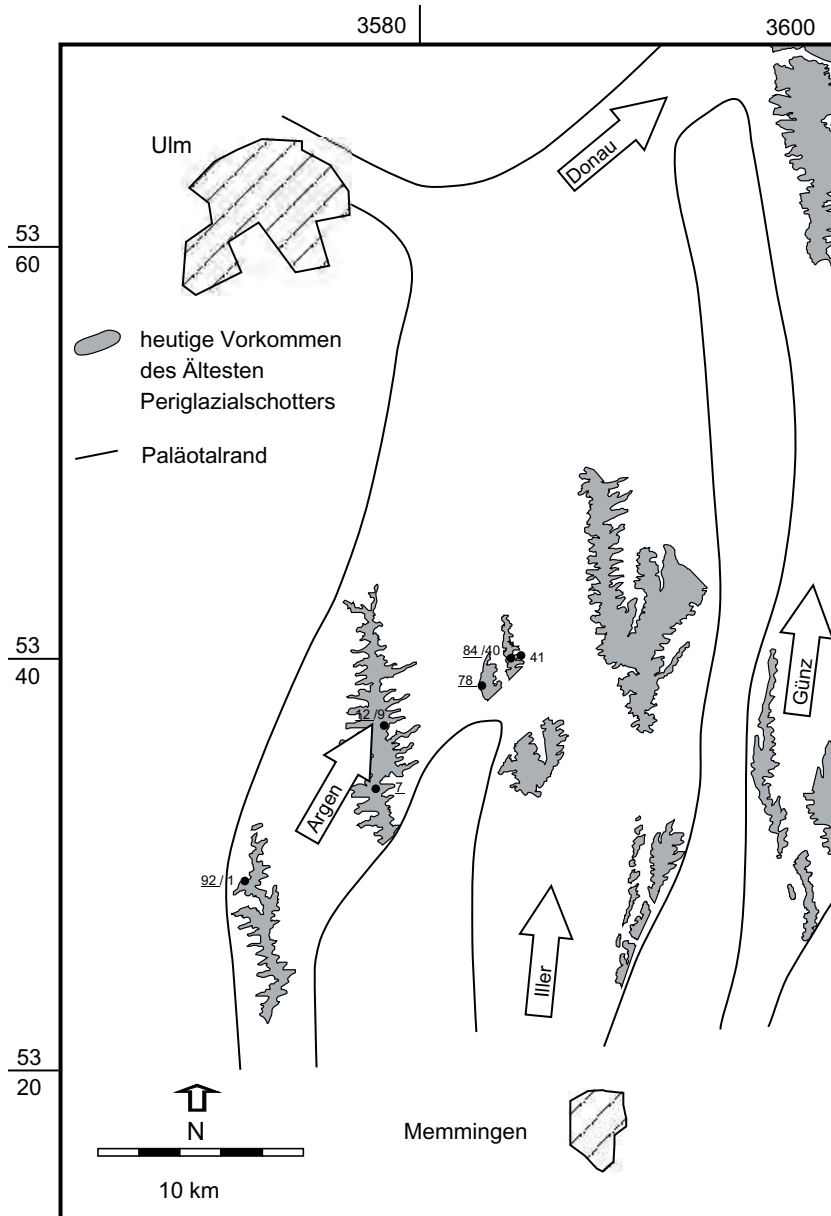 3580
3600
Ulm
Donau
53
60
heutige Vorkommen
des Ältesten
Periglazialschotters
Paläotalrand
53
40
84 /40
41
78
Günz
12 /9
7
Argen
92 / 1
Iller
53
20
N
Memmingen
10 km